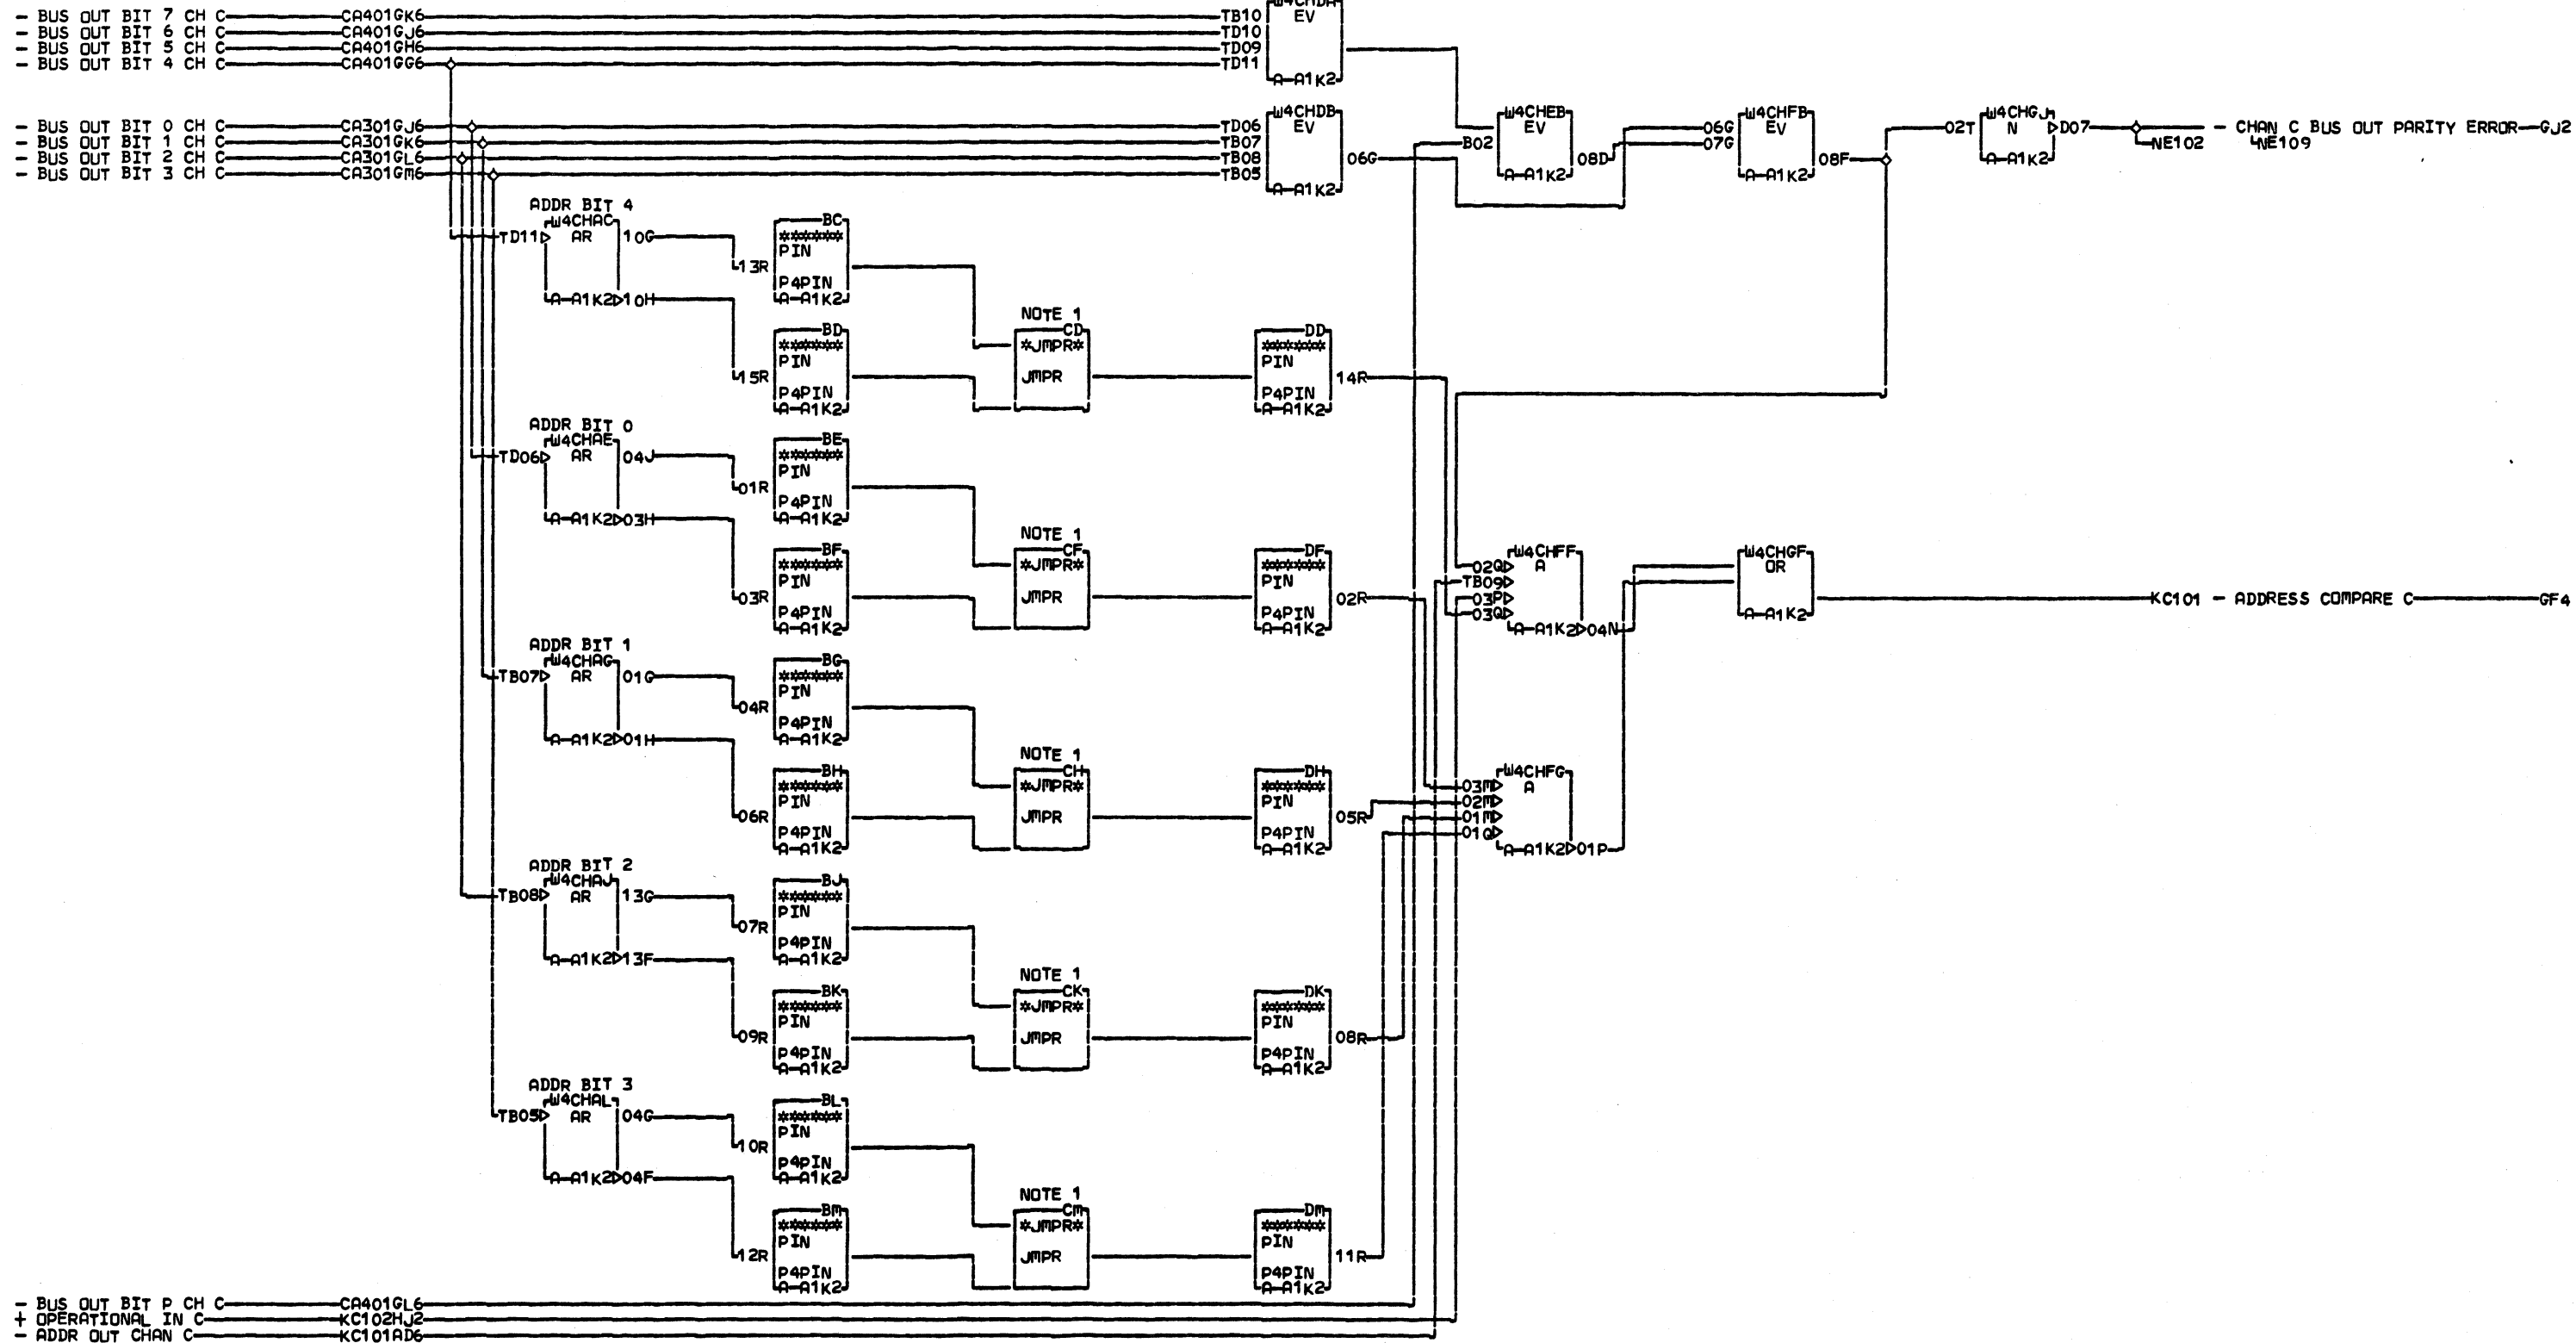 - BUS OUT BIT 7 CH C CA401GK6 TB10
- BUS OUT BIT 6 CH C CA401GJ6 TD10
- BUS OUT BIT 5 CH C CA401GH6 TD09
- BUS OUT BIT 4 CH C CA401GG6 TD11
W4CHDA
EV
A A1K2
- BUS OUT BIT 0 CH C CA301GJ6 TD06
- BUS OUT BIT 1 CH C CA301GK6 TB07
- BUS OUT BIT 2 CH C CA301GL6 TB08
- BUS OUT BIT 3 CH C CA301GM6 TB05
W4CHDB
EV
A A1K2
06G
B02
W4CHEB
EV
A A1K2
08D
06G
07G
W4CHFB
EV
A A1K2
08F
02T
W4CHGJ
N
A A1K2
D07
NE102
- CHAN C BUS OUT PARITY ERROR GJ2
NE109
ADDR BIT 4
W4CHAC
TD11 AR 10G
A A1K2 10H
13R
BC
******
PIN
P4PIN
A A1K2
15R
BD
******
PIN
P4PIN
A A1K2
NOTE 1
CD
*JMPR*
JMPR
DD
******
PIN
P4PIN
A A1K2
14R
ADDR BIT 0
W4CHAE
TD06 AR 04J
A A1K2 03H
01R
BE
******
PIN
P4PIN
A A1K2
03R
BF
******
PIN
P4PIN
A A1K2
NOTE 1
CF
*JMPR*
JMPR
DF
******
PIN
P4PIN
A A1K2
02R
02Q
TB09
03P
03Q
W4CHFF
A
A A1K2 04N
W4CHGF
OR
A A1K2
KC101 - ADDRESS COMPARE C GF4
ADDR BIT 1
W4CHAG
TB07 AR 01G
A A1K2 01H
04R
BG
******
PIN
P4PIN
A A1K2
06R
BH
******
PIN
P4PIN
A A1K2
NOTE 1
CH
*JMPR*
JMPR
DH
******
PIN
P4PIN
A A1K2
05R
03M
02M
01M
01Q
W4CHFG
A
A A1K2 01P
ADDR BIT 2
W4CHAJ
TB08 AR 13G
A A1K2 13F
07R
BJ
******
PIN
P4PIN
A A1K2
09R
BK
******
PIN
P4PIN
A A1K2
NOTE 1
CK
*JMPR*
JMPR
DK
******
PIN
P4PIN
A A1K2
08R
ADDR BIT 3
W4CHAL
TB05 AR 04G
A A1K2 04F
10R
BL
******
PIN
P4PIN
A A1K2
12R
BM
******
PIN
P4PIN
A A1K2
NOTE 1
CM
*JMPR*
JMPR
DM
******
PIN
P4PIN
A A1K2
11R
- BUS OUT BIT P CH C CA401GL6
+ OPERATIONAL IN C KC102HJ2
- ADDR OUT CHAN C KC101AD6